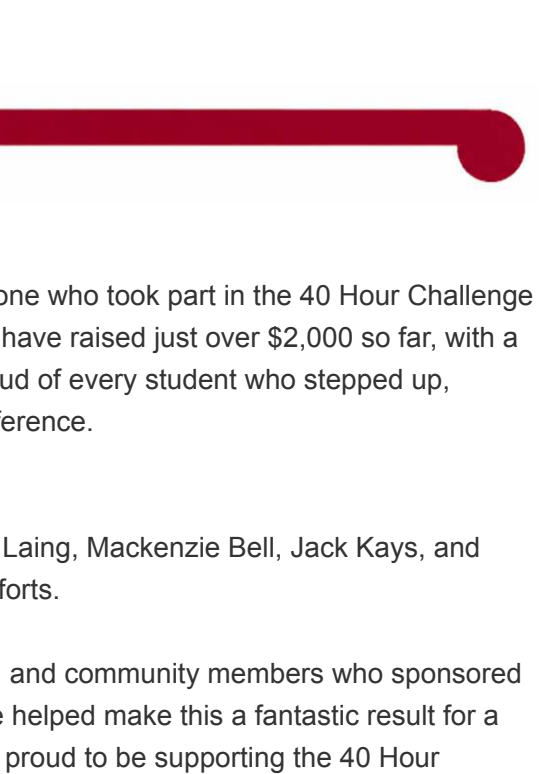 one who took part in the 40 Hour Challenge
have raised just over $2,000 so far, with a
ud of every student who stepped up,
ference.
Laing, Mackenzie Bell, Jack Kays, and
forts.
and community members who sponsored
e helped make this a fantastic result for a
proud to be supporting the 40 Hour